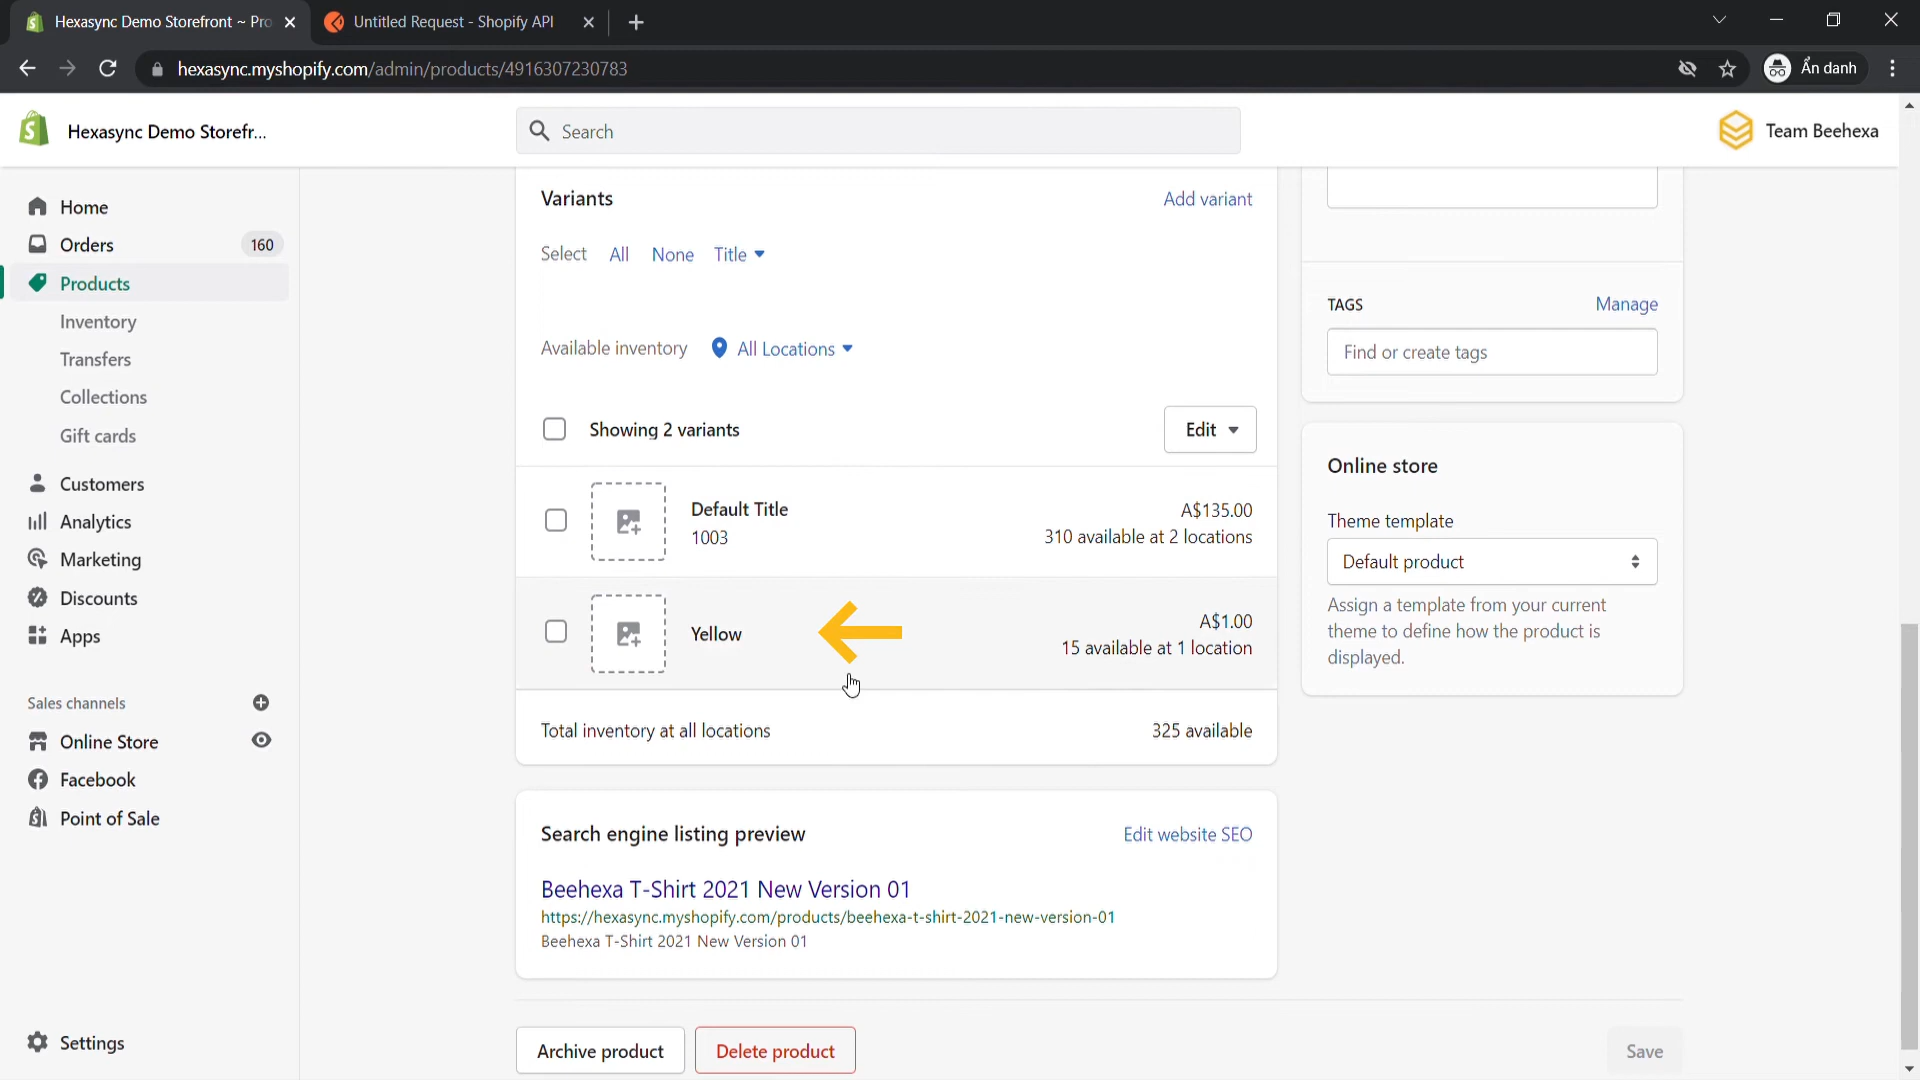 Hexasync Demo Storefront ~ Pro
Untitled Request - Shopify API
hexasync.myshopify.com/admin/products/4916307230783
Ẩn danh
Hexasync Demo Storefr...
Search
Team Beehexa
Home
Orders
160
Products
Inventory
Transfers
Collections
Gift cards
Customers
Analytics
Marketing
Discounts
Apps
Sales channels
Online Store
Facebook
Point of Sale
Settings
Variants
Add variant
Select All None Title
Available inventory All Locations
Showing 2 variants
Edit
Default Title
1003
A$135.00
310 available at 2 locations
Yellow
A$1.00
15 available at 1 location
Total inventory at all locations
325 available
Search engine listing preview
Edit website SEO
Beehexa T-Shirt 2021 New Version 01
https://hexasync.myshopify.com/products/beehexa-t-shirt-2021-new-version-01
Beehexa T-Shirt 2021 New Version 01
Archive product
Delete product
TAGS
Manage
Find or create tags
Online store
Theme template
Default product
Assign a template from your current
theme to define how the product is
displayed.
Save